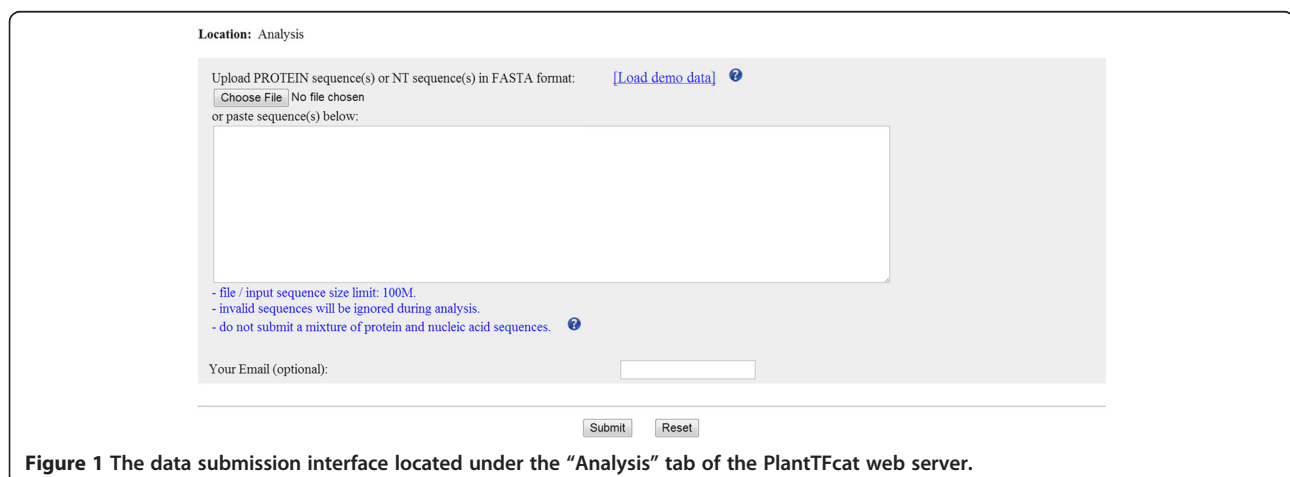 Location: Analysis
Upload PROTEIN sequence(s) or NT sequence(s) in FASTA format: [Load demo data] ?
Choose File No file chosen
or paste sequence(s) below:
- file / input sequence size limit: 100M.
- invalid sequences will be ignored during analysis.
- do not submit a mixture of protein and nucleic acid sequences. ?
Your Email (optional):
Submit Reset
Figure 1 The data submission interface located under the “Analysis” tab of the PlantTFcat web server.